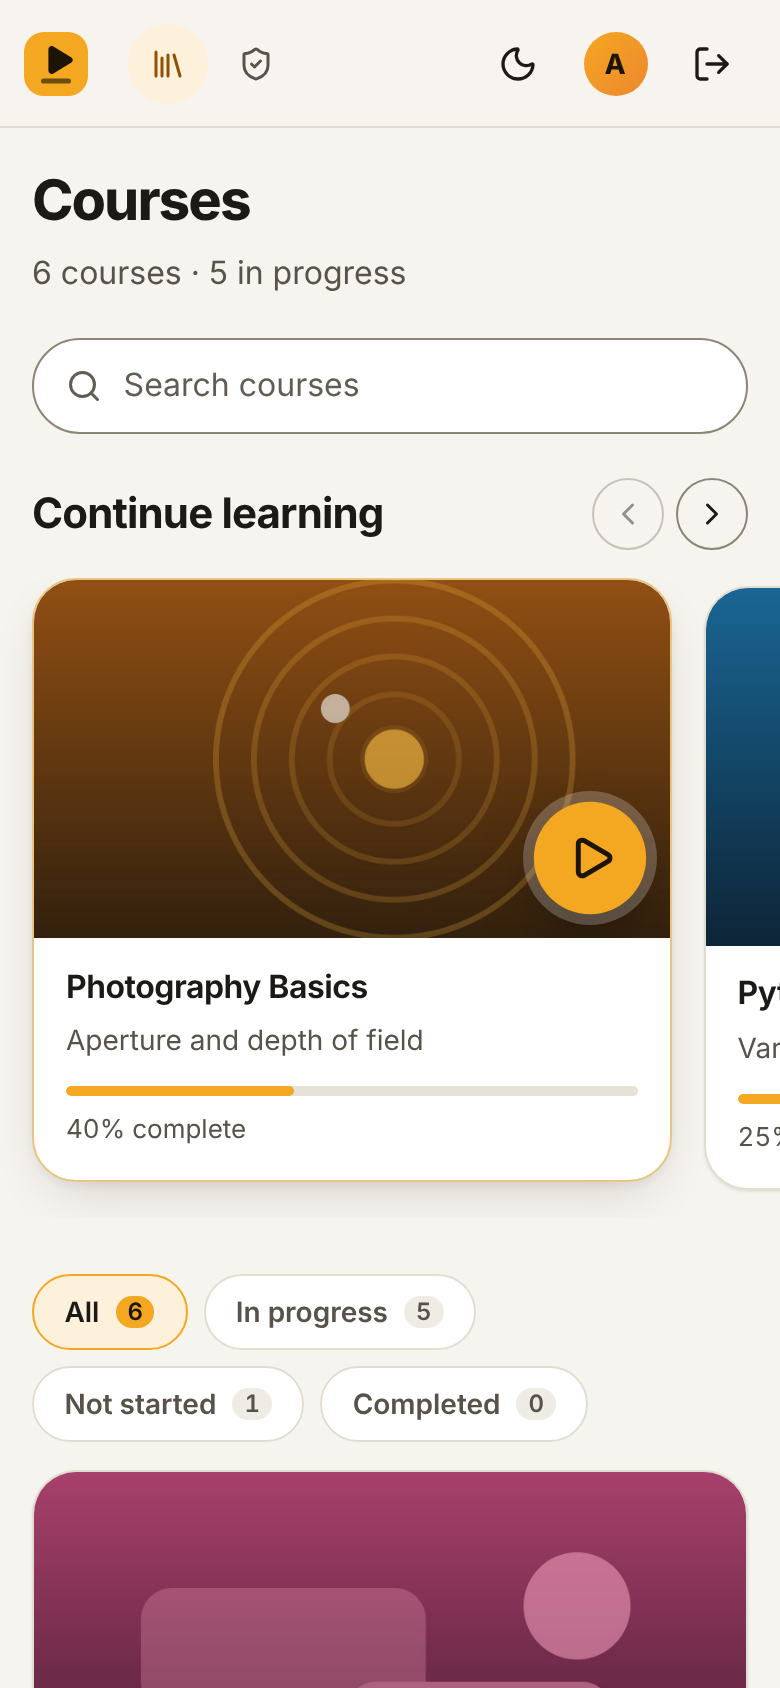 A
Courses
6 courses · 5 in progress
Search courses
Continue learning
Photography Basics
Aperture and depth of field
40% complete
25%
All 6
In progress 5
Not started 1
Completed 0